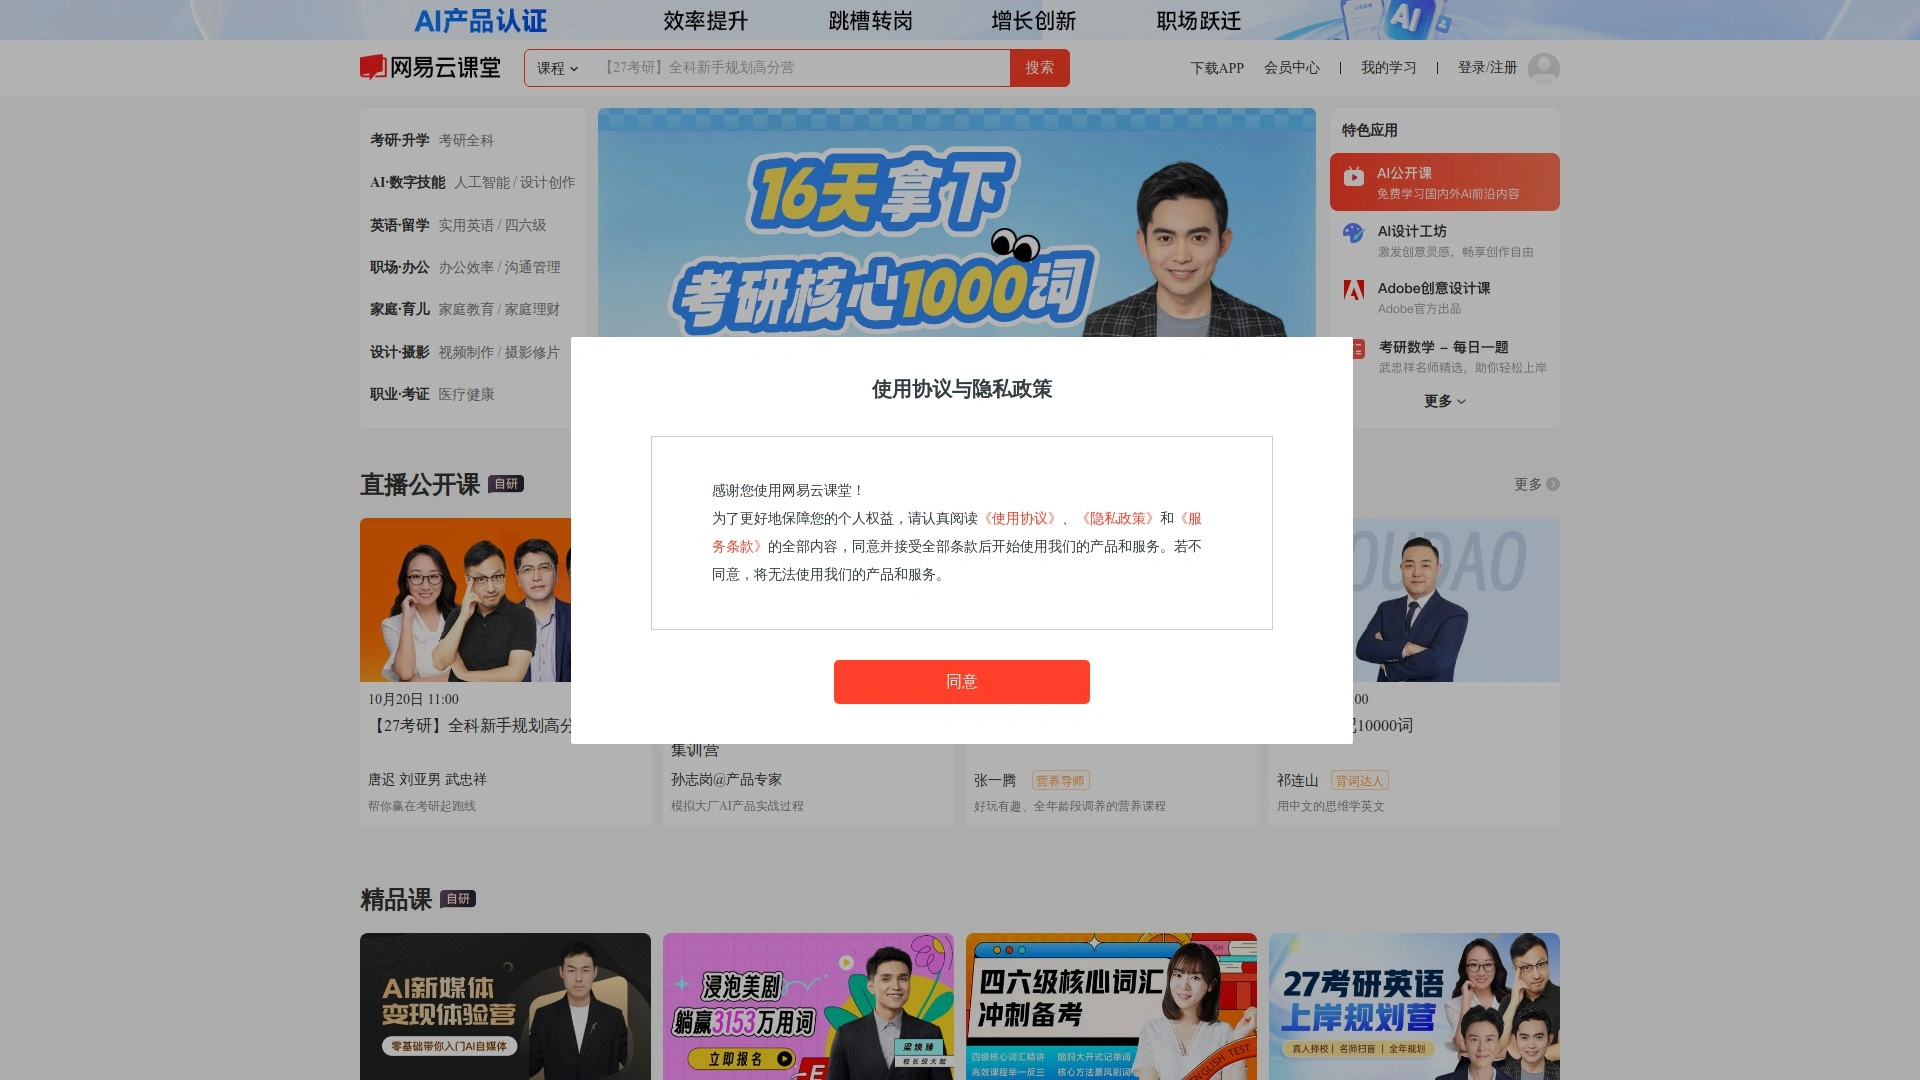 AI产品认证 效率提升 跳槽转岗 增长创新 职场跃迁
网易云课堂 课程 【27考研】全科新手规划高分营 搜索 下载APP 会员中心 | 我的学习 | 登录/注册
考研·升学 考研全科
AI·数字技能 人工智能 / 设计创作
英语·留学 实用英语 / 四六级
职场·办公 办公效率 / 沟通管理
家庭·育儿 家庭教育 / 家庭理财
设计·摄影 视频制作 / 摄影修片
职业·考证 医疗健康
16天拿下
考研核心1000词
特色应用
AI公开课
免费学习国内外AI前沿内容
AI设计工坊
激发创意灵感，畅享创作自由
Adobe创意设计课
Adobe官方出品
考研数学 – 每日一题
武忠祥名师精选，助你轻松上岸
更多
使用协议与隐私政策
感谢您使用网易云课堂！
为了更好地保障您的个人权益，请认真阅读《使用协议》、《隐私政策》和《服
务条款》的全部内容，同意并接受全部条款后开始使用我们的产品和服务。若不
同意，将无法使用我们的产品和服务。
同意
直播公开课 自研
更多
OUDAO
10月20日 11:00
【27考研】全科新手规划高分
唐迟 刘亚男 武忠祥
帮你赢在考研起跑线
集训营
孙志岗@产品专家
模拟大厂AI产品实战过程
张一腾 营养导师
好玩有趣、全年龄段调养的营养课程
:00
10000词
祁连山 背词达人
用中文的思维学英文
精品课 自研
AI新媒体
变现体验营
零基础带你入门AI自媒体
浸泡美剧
躺赢3153万用词
立即报名
梁焕臻
校长级大咖
四六级核心词汇
冲刺备考
四级核心词汇精讲 脑洞大开式记单词
高效课程举一反三 核心方法暴风刷词
ENGLISH TEST
27考研英语
上岸规划营
真人择校 | 名师扫盲 | 全年规划